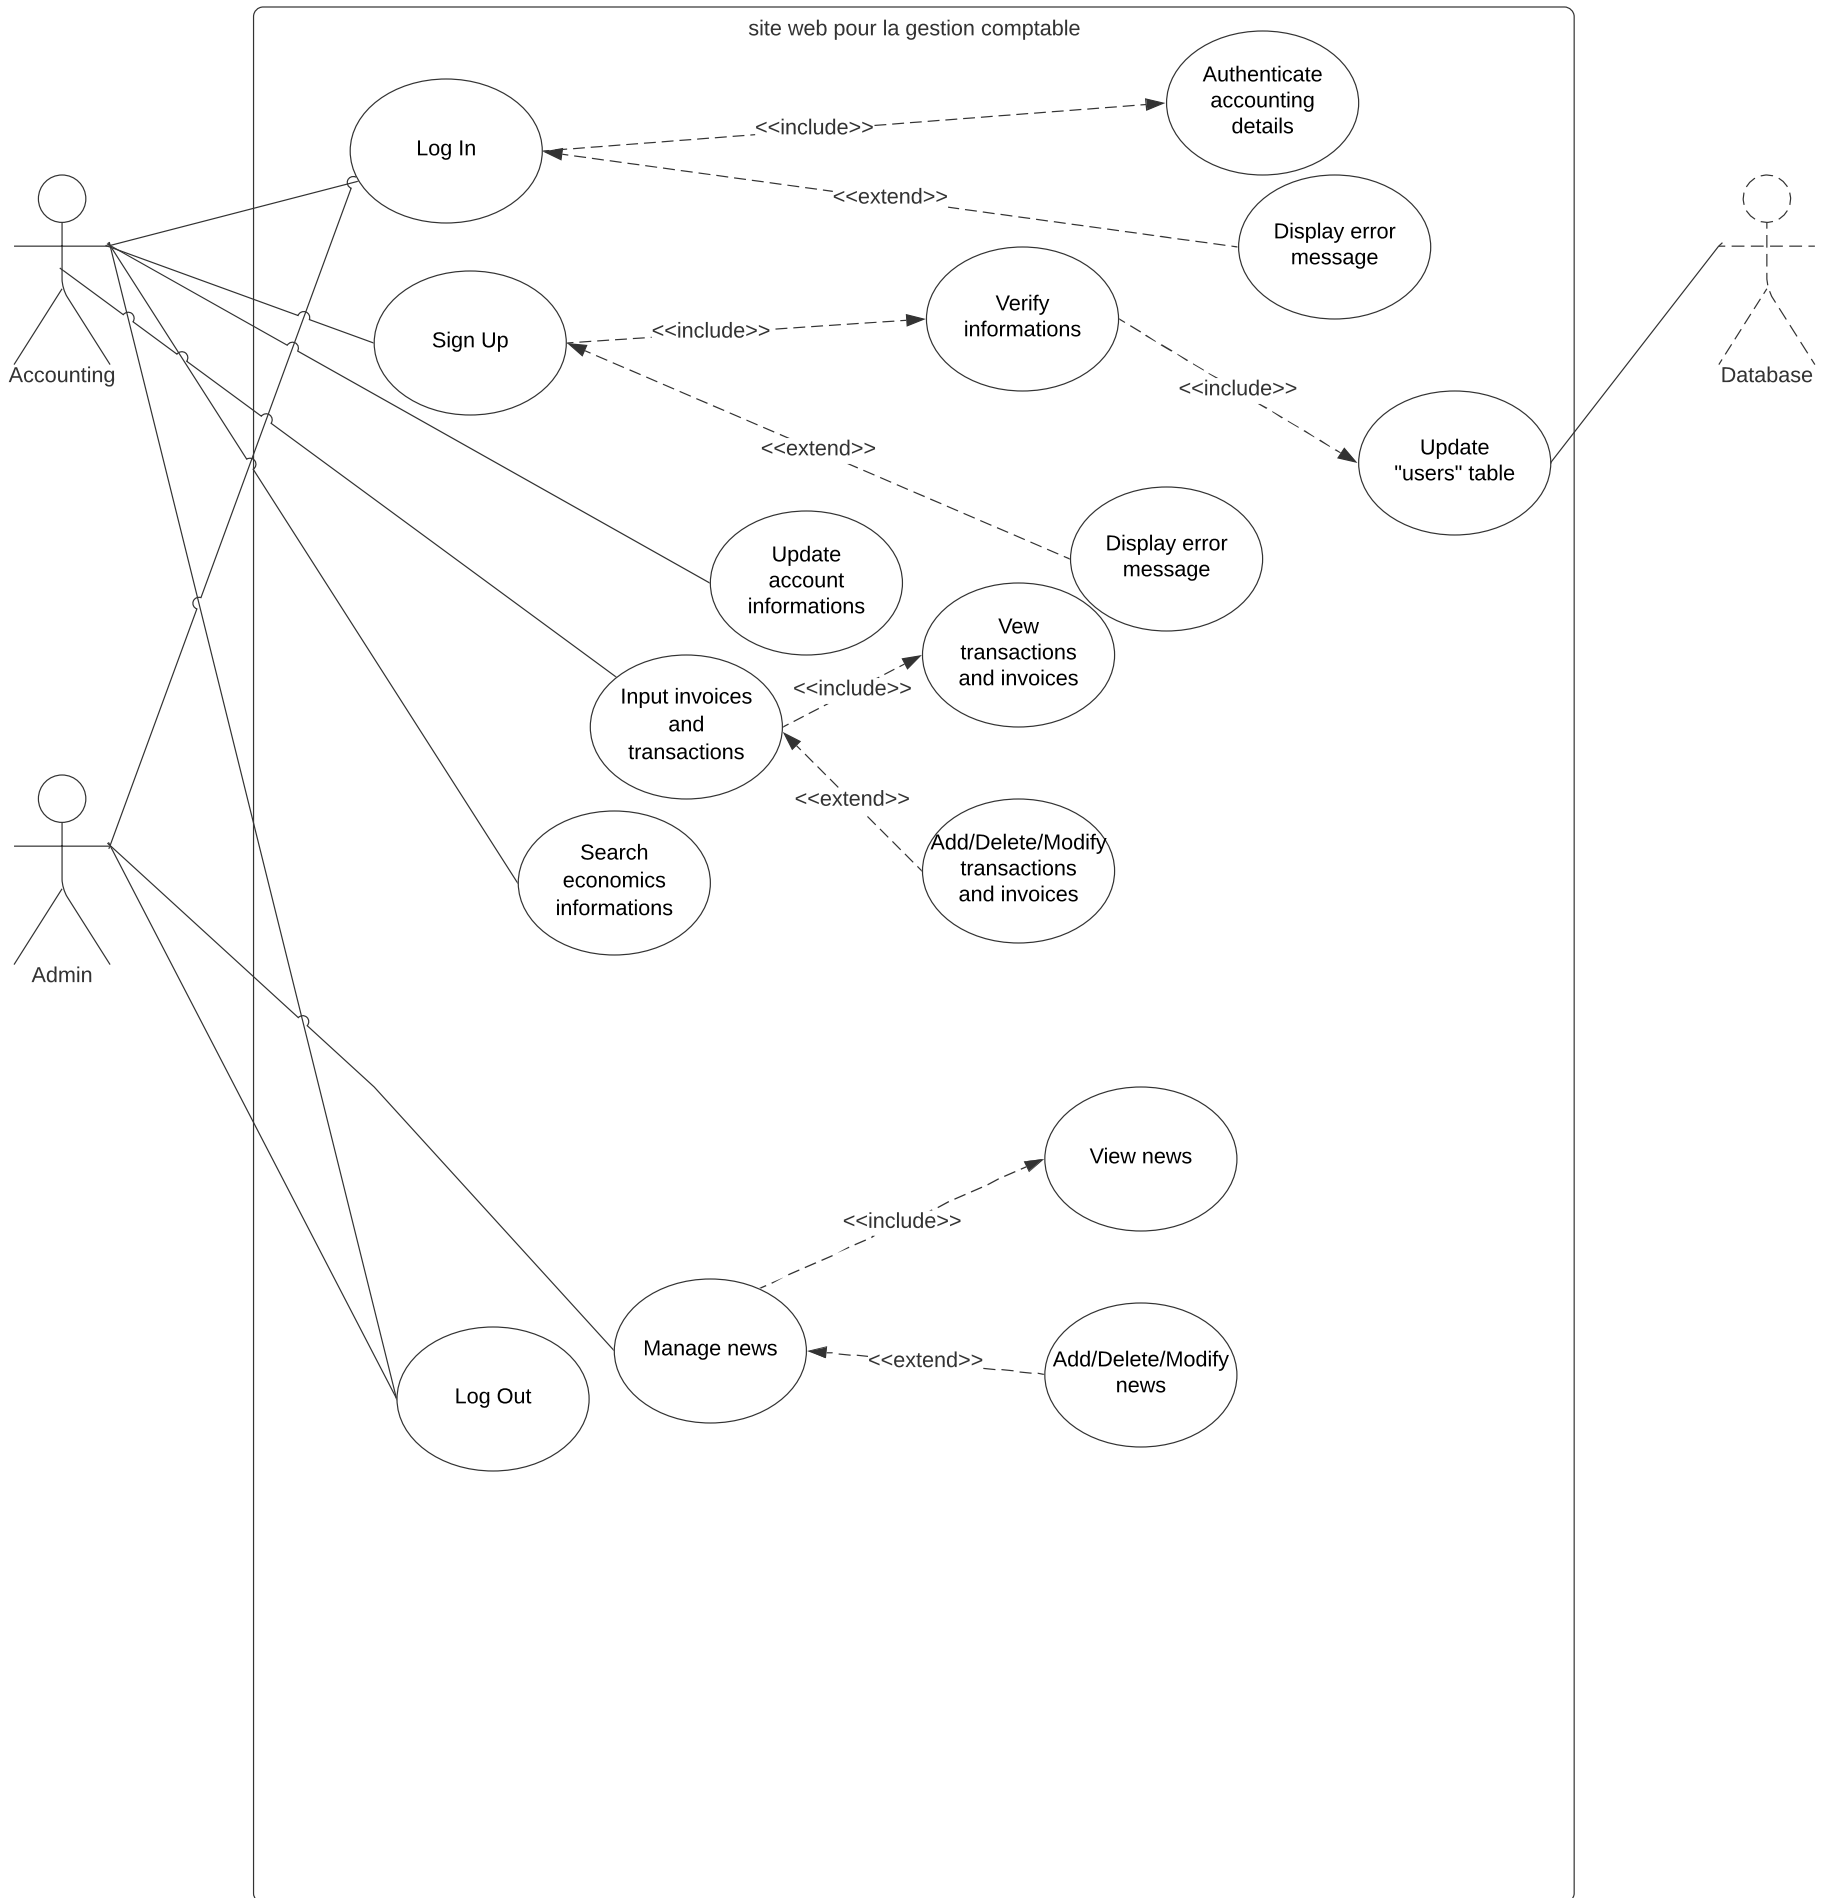 site web pour la gestion comptable
Authenticate
accounting
details
<<include>>
Log In
<<extend>>
Display error
message
Accounting
Database
Verify
informations
<<include>>
Sign Up
<<include>>
<<extend>>
Update
"users" table
Display error
message
Update
account
informations
Vew
transactions
and invoices
<<include>>
Input invoices
and
transactions
<<extend>>
Add/Delete/Modify
transactions
and invoices
Search
economics
informations
Admin
View news
<<include>>
Manage news
<<extend>>
Add/Delete/Modify
news
Log Out